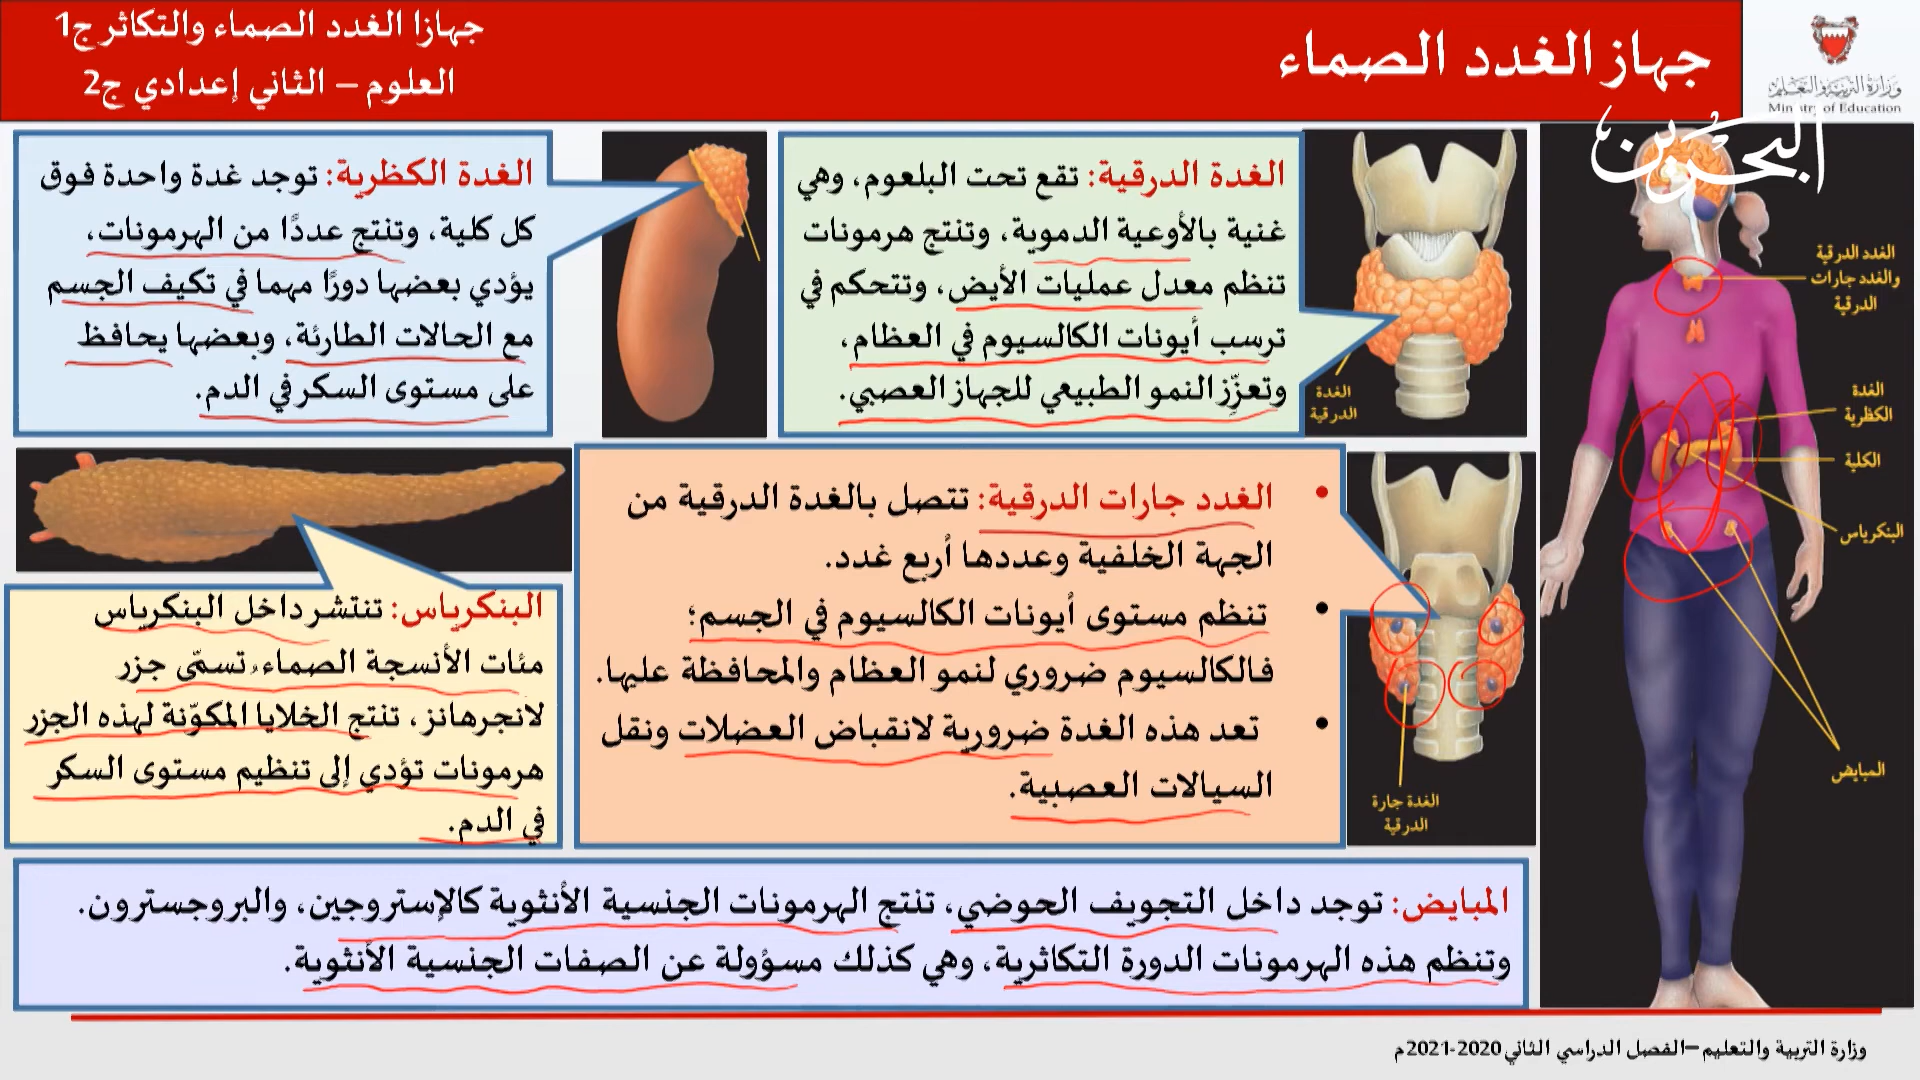 جهاز الغدد الصماء
جهازا الغدد الصماء والتكاثر ج1
العلوم – الثاني إعدادي ج2
وزارة التربية والتعليم
Ministry of Education
البحرين
الغدة الدرقية: تقع تحت البلعوم، وهي
غنية بالأوعية الدموية، وتنتج هرمونات
تنظم معدل عمليات الأيض، وتتحكم في
ترسب أيونات الكالسيوم في العظام،
وتعزّز النمو الطبيعي للجهاز العصبي.
الغدة
الدرقية
الغدة الكظرية: توجد غدة واحدة فوق
كل كلية، وتنتج عددًا من الهرمونات،
يؤدي بعضها دورًا مهما في تكيف الجسم
مع الحالات الطارئة، وبعضها يحافظ
على مستوى السكر في الدم.
• الغدد جارات الدرقية: تتصل بالغدة الدرقية من
الجهة الخلفية وعددها أربع غدد.
• تنظم مستوى أيونات الكالسيوم في الجسم؛
فالكالسيوم ضروري لنمو العظام والمحافظة عليها.
• تعد هذه الغدة ضرورية لانقباض العضلات ونقل
السيالات العصبية.
الغدة جارة
الدرقية
البنكرياس: تنتشر داخل البنكرياس
مئات الأنسجة الصماء، تسمّى جزر
لانجرهانز، تنتج الخلايا المكوّنة لهذه الجزر
هرمونات تؤدي إلى تنظيم مستوى السكر
في الدم.
المبايض: توجد داخل التجويف الحوضي، تنتج الهرمونات الجنسية الأنثوية كالإستروجين، والبروجسترون.
وتنظم هذه الهرمونات الدورة التكاثرية، وهي كذلك مسؤولة عن الصفات الجنسية الأنثوية.
الغدد الدرقية
والغدد جارات
الدرقية
الغدة
الكظرية
الكلية
البنكرياس
المبايض
وزارة التربية والتعليم –الفصل الدراسي الثاني 2020-2021م